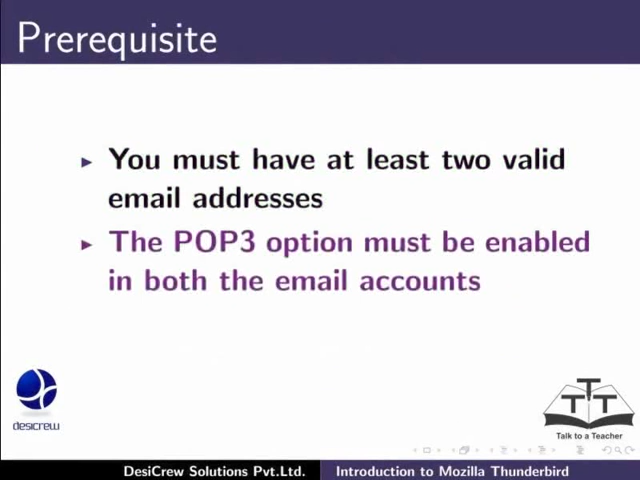 Prerequisite
You must have at least two valid
email addresses
The POP3 option must be enabled
in both the email accounts
desicrew
TTT
Talk to a Teacher
DesiCrew Solutions Pvt.Ltd. Introduction to Mozilla Thunderbird